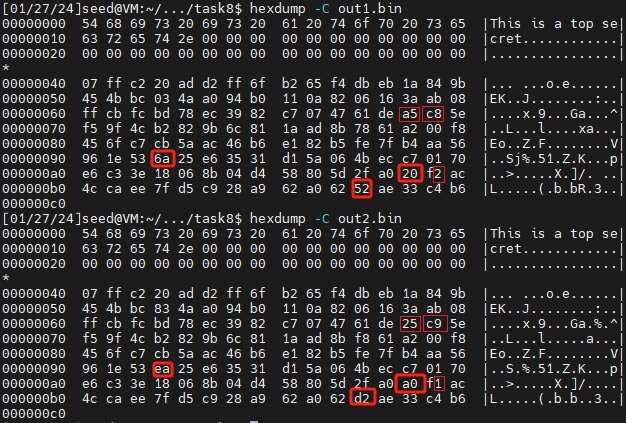 [01/27/24]seed@VM:~/.../task8$ hexdump -C out1.bin
00000000  54 68 69 73 20 69 73 20  61 20 74 6f 70 20 73 65  |This is a top se|
00000010  63 72 65 74 2e 00 00 00  00 00 00 00 00 00 00 00  |cret............|
00000020  00 00 00 00 00 00 00 00  00 00 00 00 00 00 00 00  |................|
*
00000040  07 ff c2 20 ad d2 ff 6f  b2 65 f4 db eb 1a 84 9b  |... ...o.e......|
00000050  45 4b bc 03 4a a0 94 b0  11 0a 82 06 16 3a ab 08  |EK..J........:..|
00000060  ff cb fc bd 78 ec 39 82  c7 07 47 61 de a5 c8 5e  |....x.9...Ga...^|
00000070  f5 9f 4c b2 82 9b 6c 81  1a ad 8b 78 61 a2 00 f8  |..L...l....xa...|
00000080  45 6f c7 cb 5a ac 46 b6  e1 82 b5 fe 7f b4 aa 56  |Eo..Z.F........V|
00000090  96 1e 53 6a 25 e6 35 31  d1 5a 06 4b ec c7 01 70  |..Sj%.51.Z.K...p|
000000a0  e6 c3 3e 18 06 8b 04 d4  58 80 5d 2f a0 20 f2 ac  |..>.....X.]/. ..|
000000b0  4c ca ee 7f d5 c9 28 a9  62 a0 62 52 ae 33 c4 b6  |L.....(.b.bR.3..|
000000c0
[01/27/24]seed@VM:~/.../task8$ hexdump -C out2.bin
00000000  54 68 69 73 20 69 73 20  61 20 74 6f 70 20 73 65  |This is a top se|
00000010  63 72 65 74 2e 00 00 00  00 00 00 00 00 00 00 00  |cret............|
00000020  00 00 00 00 00 00 00 00  00 00 00 00 00 00 00 00  |................|
*
00000040  07 ff c2 20 ad d2 ff 6f  b2 65 f4 db eb 1a 84 9b  |... ...o.e......|
00000050  45 4b bc 83 4a a0 94 b0  11 0a 82 06 16 3a ab 08  |EK..J........:..|
00000060  ff cb fc bd 78 ec 39 82  c7 07 47 61 de 25 c9 5e  |....x.9...Ga.%.^|
00000070  f5 9f 4c b2 82 9b 6c 81  1a ad 8b f8 61 a2 00 f8  |..L...l.....a...|
00000080  45 6f c7 cb 5a ac 46 b6  e1 82 b5 fe 7f b4 aa 56  |Eo..Z.F........V|
00000090  96 1e 53 ea 25 e6 35 31  d1 5a 06 4b ec c7 01 70  |..S.%.51.Z.K...p|
000000a0  e6 c3 3e 18 06 8b 04 d4  58 80 5d 2f a0 a0 f1 ac  |..>.....X.]/....|
000000b0  4c ca ee 7f d5 c9 28 a9  62 a0 62 d2 ae 33 c4 b6  |L.....(.b.b..3..|
000000c0